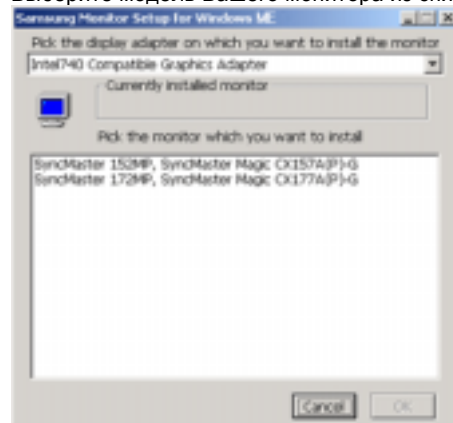 Выберите модель Вашего монитора из
Samsung Monitor Setup for Windows ME
Pick the display adapter on which you want to install the monitor
Intel740 Compatible Graphics Adapter
Currently installed monitor
Pick the monitor which you want to install
SyncMaster 152MP, SyncMaster Magic CX157A(P)-G
SyncMaster 172MP, SyncMaster Magic CX177A(P)-G
Cancel OK